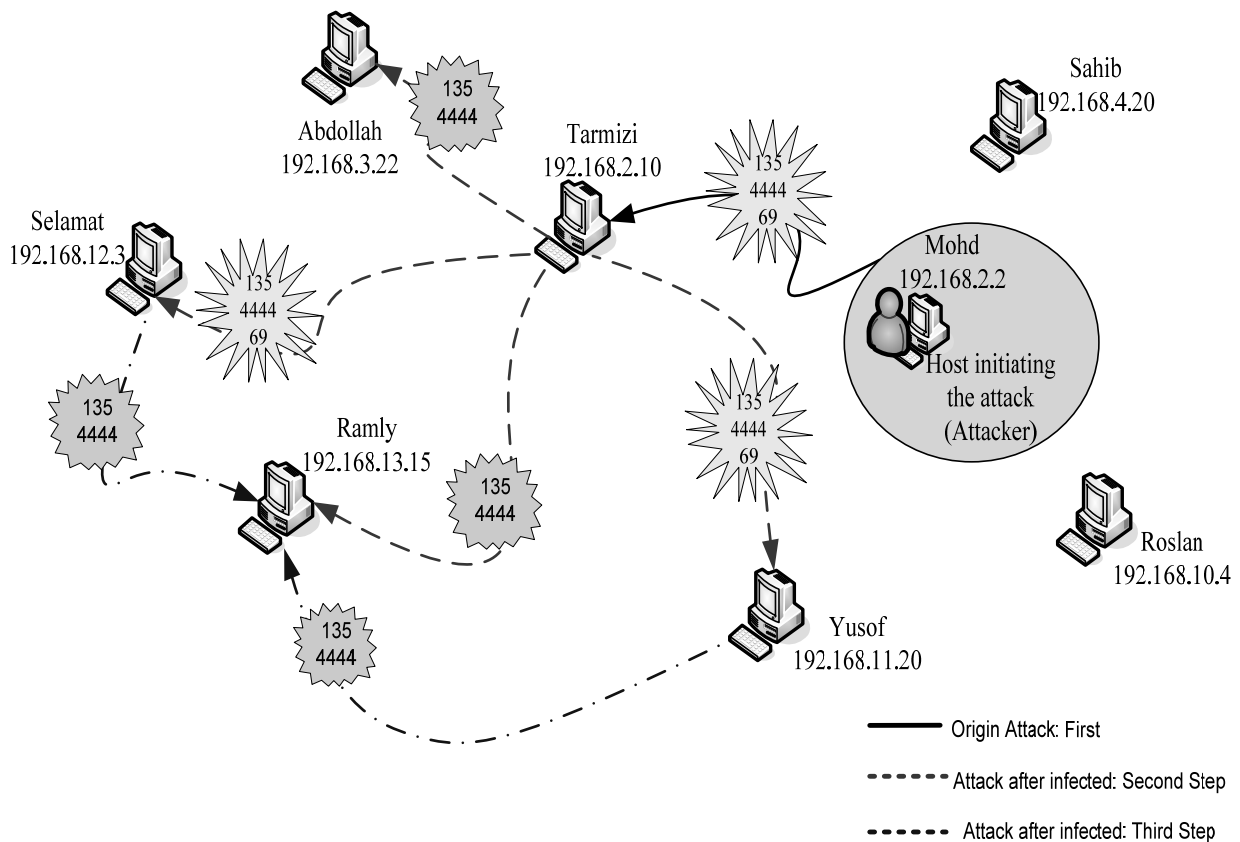 Sahib
192.168.4.20
135
4444
Abdollah
192.168.3.22
Tarmizi
192.168.2.10
135
4444
69
Selamat
192.168.12.3
Mohd
192.168.2.2
Host initiating
the attack
(Attacker)
135
4444
69
135
4444
Ramly
192.168.13.15
135
4444
69
135
4444
Roslan
192.168.10.4
135
4444
Yusof
192.168.11.20
Origin Attack: First
Attack after infected: Second Step
Attack after infected: Third Step